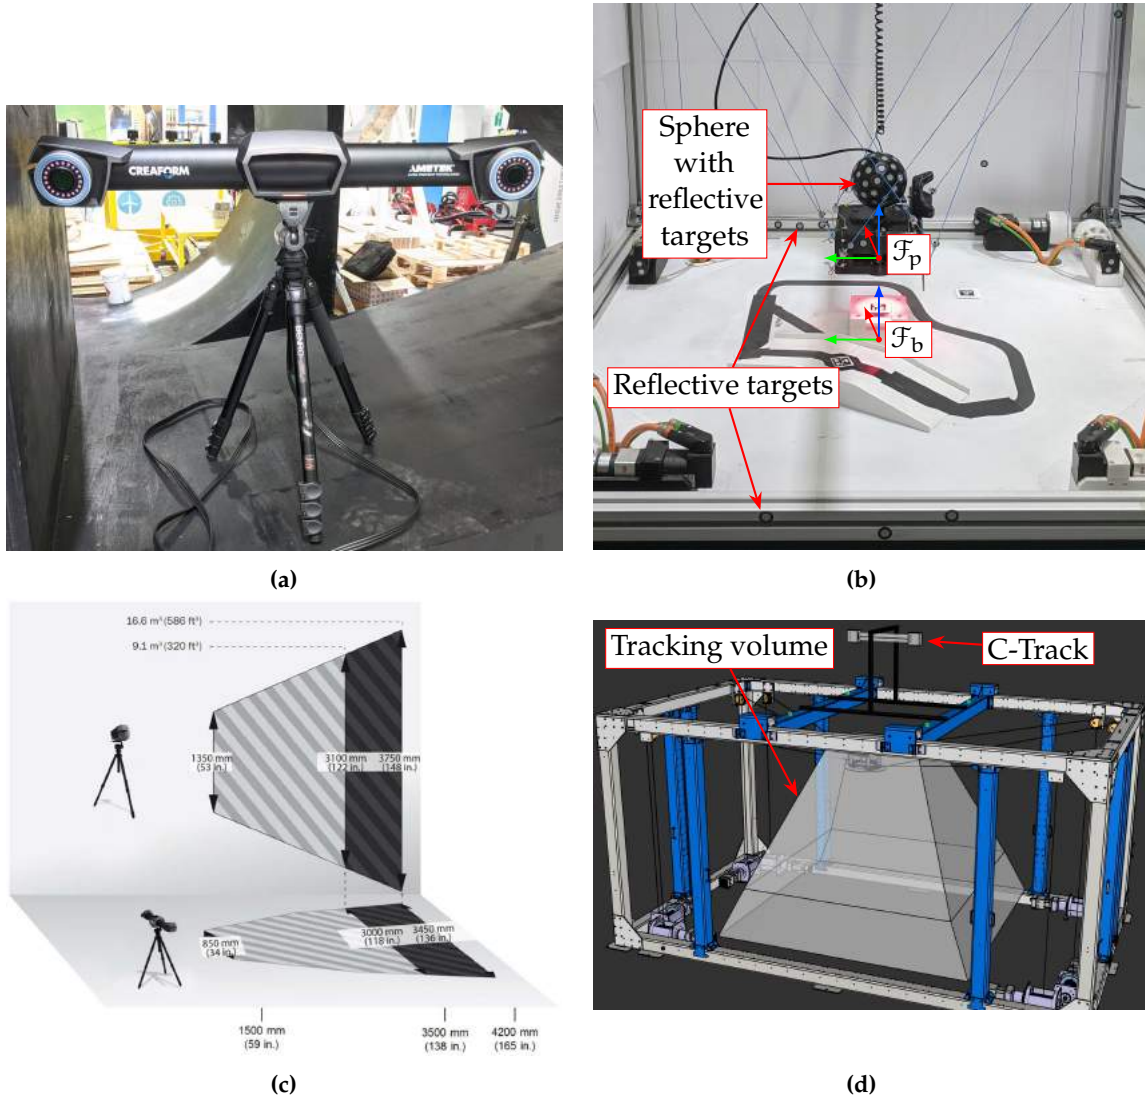 CREAFORM
AMETEK
BENRO
(a)
Sphere
with
reflective
targets
ℱp
ℱb
Reflective targets
(b)
16.6 m³ (586 ft³)
9.1 m³ (320 ft³)
1350 mm
(53 in.)
3100 mm
(122 in.)
3750 mm
(148 in.)
850 mm
(34 in.)
3000 mm
(118 in.)
3450 mm
(136 in.)
1500 mm
(59 in.)
3500 mm
(138 in.)
4200 mm
(165 in.)
(c)
Tracking volume
C-Track
(d)